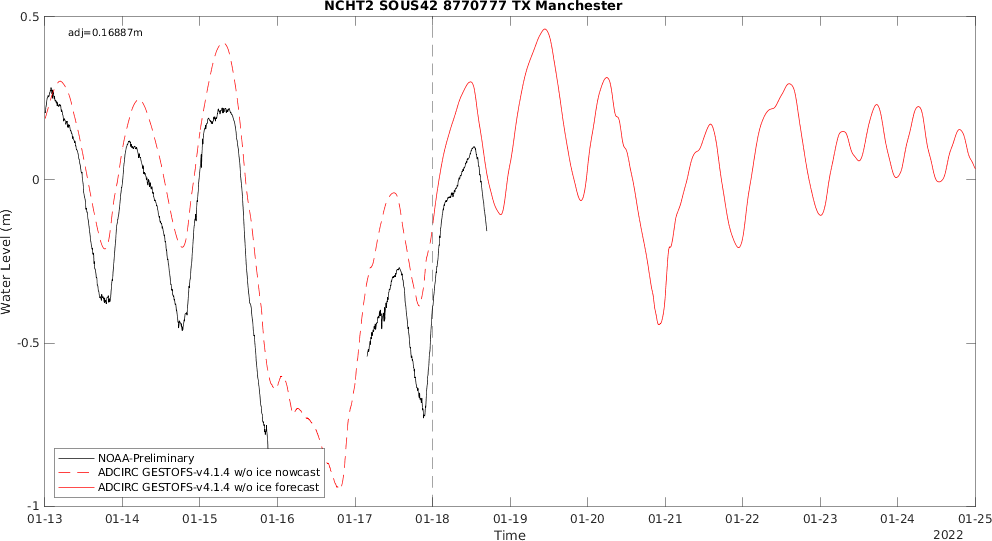 NCHT2 SOUS42 8770777 TX Manchester
adj=0.16887m
0.5
0
-0.5
-1
Water Level (m)
NOAA-Preliminary
ADCIRC GESTOFS-v4.1.4 w/o ice nowcast
ADCIRC GESTOFS-v4.1.4 w/o ice forecast
01-13 01-14 01-15 01-16 01-17 01-18 01-19 01-20 01-21 01-22 01-23 01-24 01-25
Time
2022